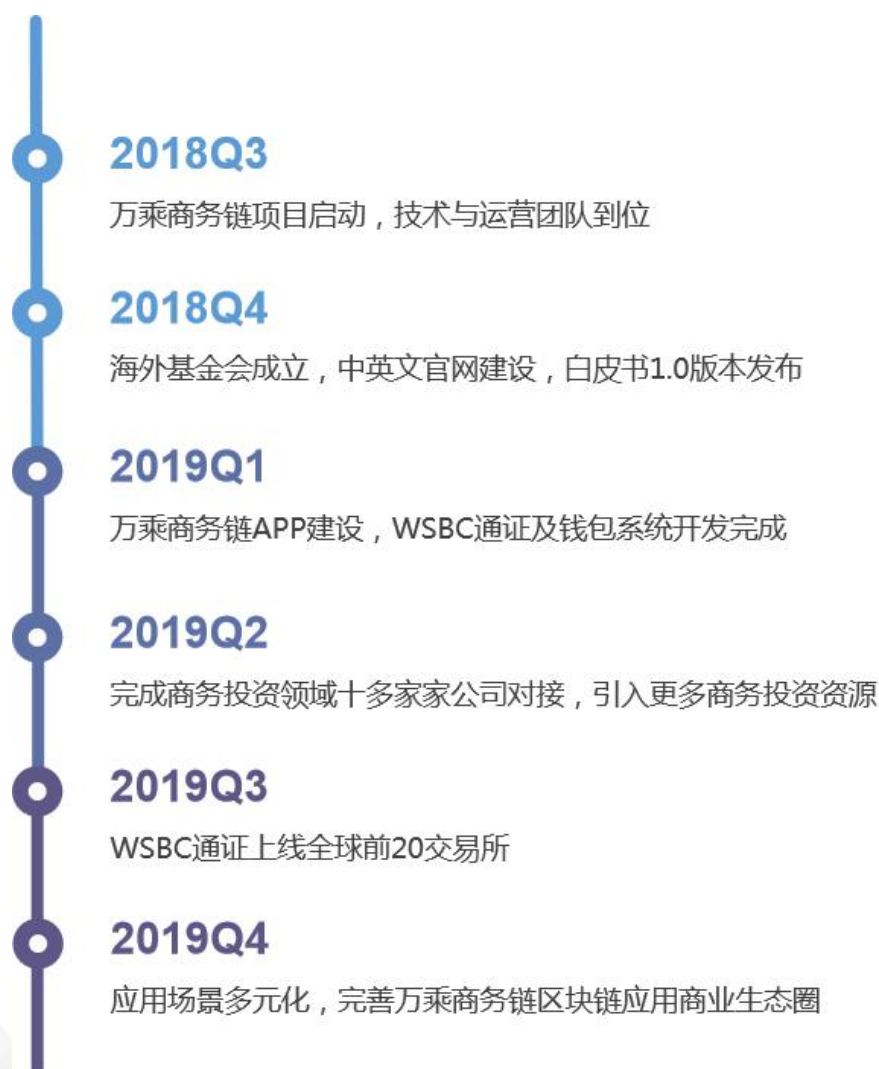 2018Q3
万乘商务链项目启动，技术与运营团队到位
2018Q4
海外基金会成立，中英文官网建设，白皮书1.0版本发布
2019Q1
万乘商务链APP建设，WSBC通证及钱包系统开发完成
2019Q2
完成商务投资领域十多家家公司对接，引入更多商务投资资源
2019Q3
WSBC通证上线全球前20交易所
2019Q4
应用场景多元化，完善万乘商务链区块链应用商业生态圈